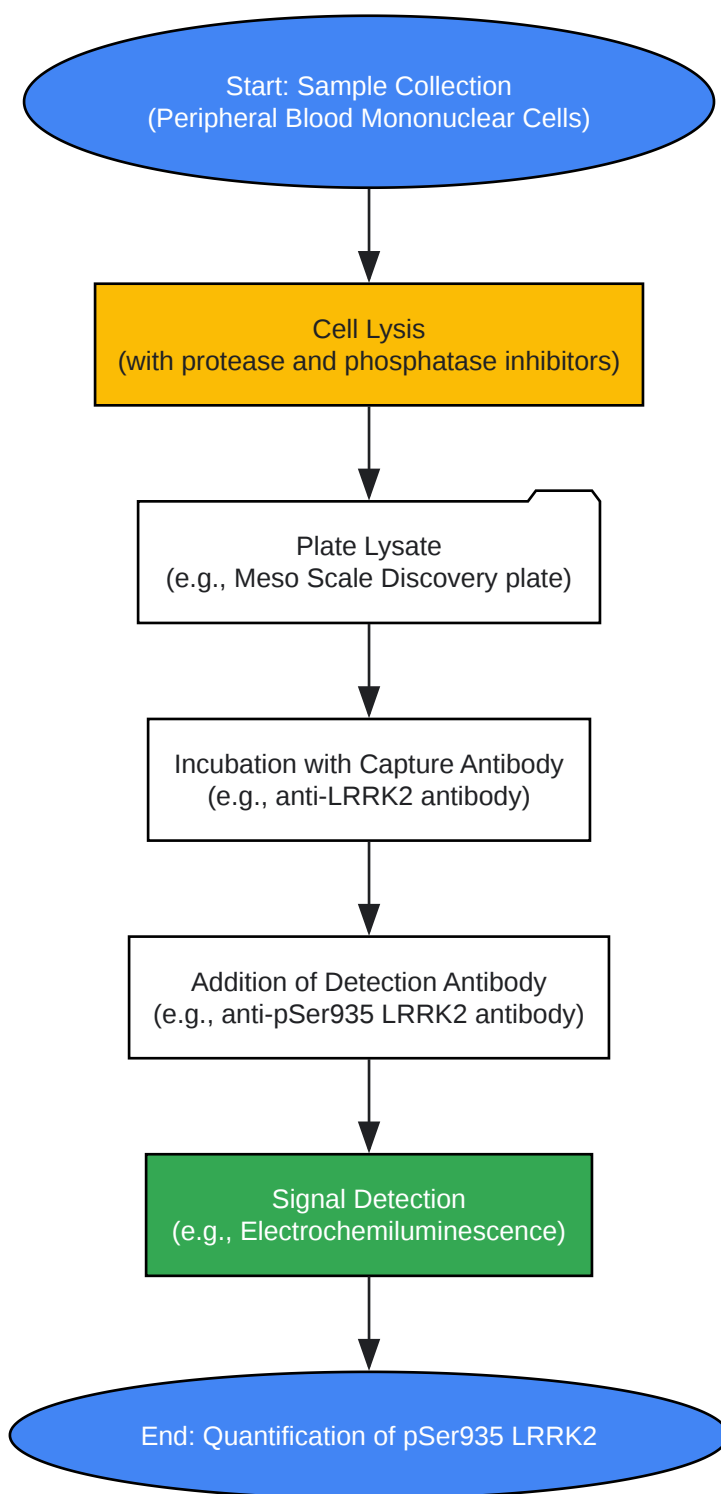 Start: Sample Collection
(Peripheral Blood Mononuclear Cells)
Cell Lysis
(with protease and phosphatase inhibitors)
Plate Lysate
(e.g., Meso Scale Discovery plate)
Incubation with Capture Antibody
(e.g., anti-LRRK2 antibody)
Addition of Detection Antibody
(e.g., anti-pSer935 LRRK2 antibody)
Signal Detection
(e.g., Electrochemiluminescence)
End: Quantification of pSer935 LRRK2